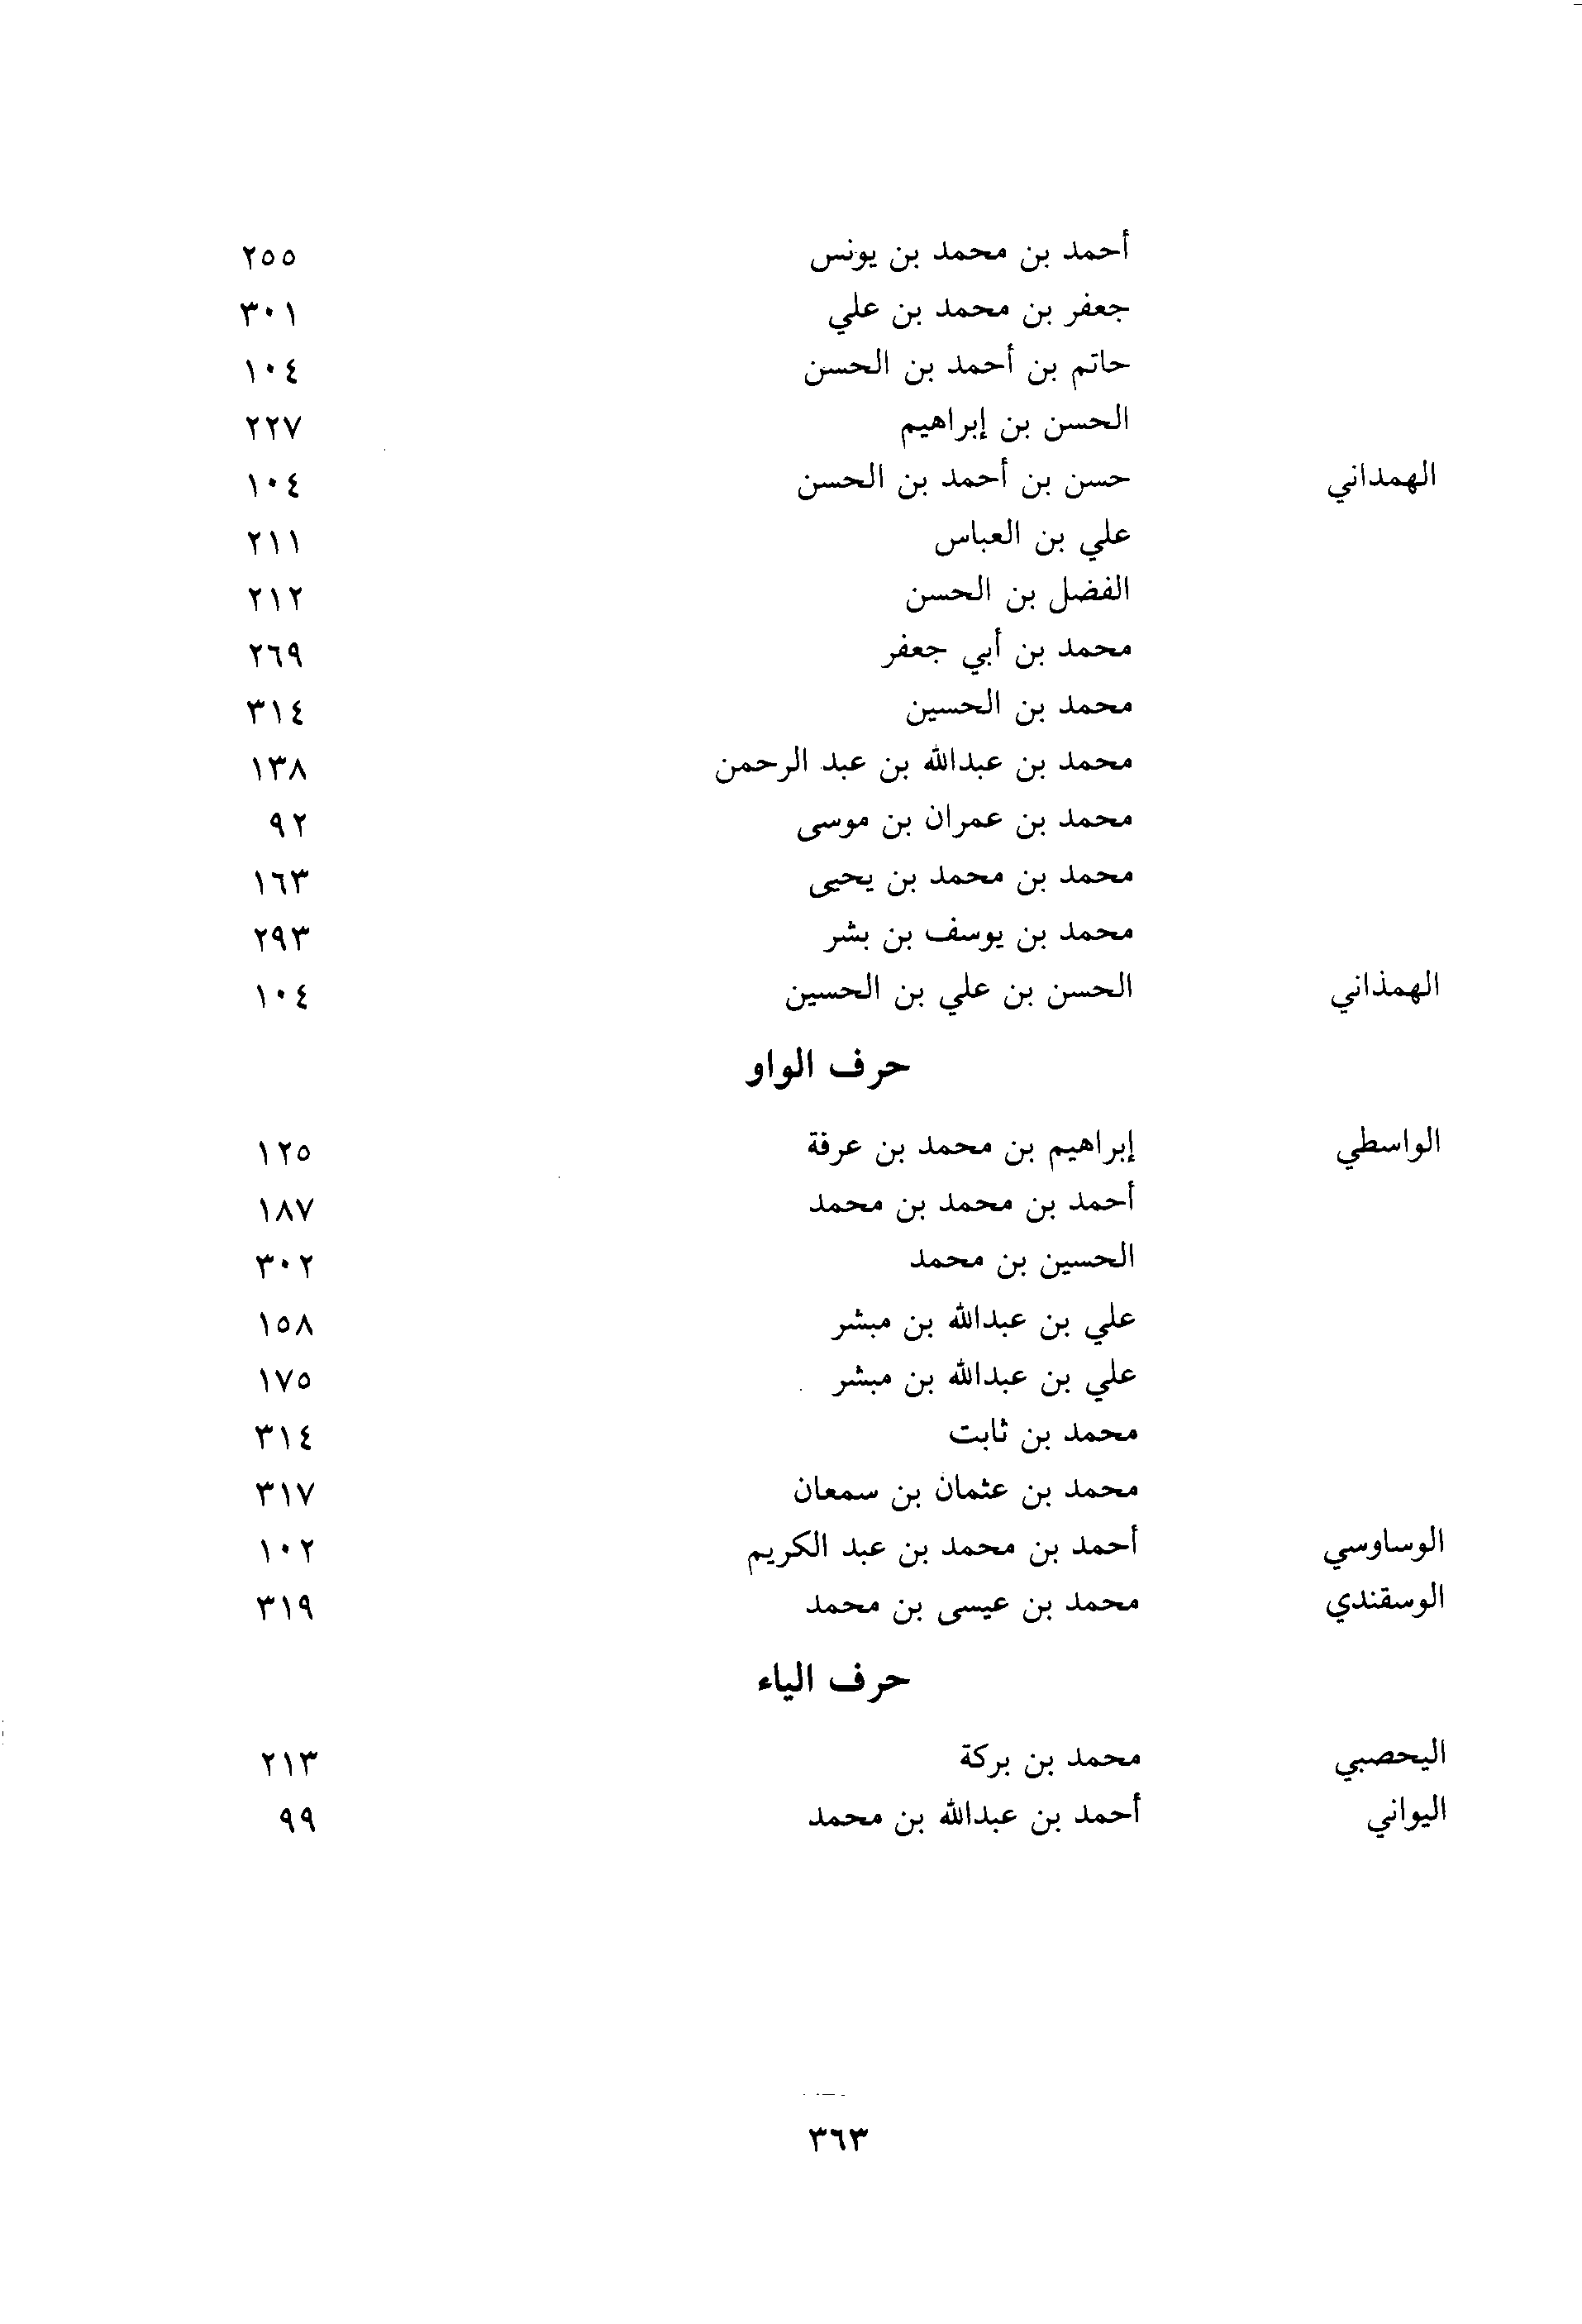 أحمد بن محمد بن يونس ٢٥٥
جعفر بن محمد بن علي ٣٠١
حاتم بن أحمد بن الحسن ١٠٤
الحسن بن إبراهيم ٢٢٧
الهمداني حسن بن أحمد بن الحسن ١٠٤
علي بن العباس ٢١١
الفضل بن الحسن ٢١٢
محمد بن أبي جعفر ٢٦٩
محمد بن الحسين ٣١٤
محمد بن عبدالله بن عبد الرحمن ١٣٨
محمد بن عمران بن موسى ٩٢
محمد بن محمد بن يحيى ١٦٣
محمد بن يوسف بن بشر ٢٩٣
الهمذاني الحسن بن علي بن الحسين ١٠٤
حرف الواو
الواسطي إبراهيم بن محمد بن عرفة ١٢٥
أحمد بن محمد بن محمد ١٨٧
الحسين بن محمد ٣٠٢
علي بن عبدالله بن مبشر ١٥٨
علي بن عبدالله بن مبشر ١٧٥
محمد بن ثابت ٣١٤
محمد بن عثمان بن سمعان ٣١٧
الوساوسي أحمد بن محمد بن عبد الكريم ١٠٢
الوسقندي محمد بن عيسى بن محمد ٣١٩
حرف الياء
اليحصبي محمد بن بركة ٢١٣
اليواني أحمد بن عبدالله بن محمد ٩٩
٣٦٣